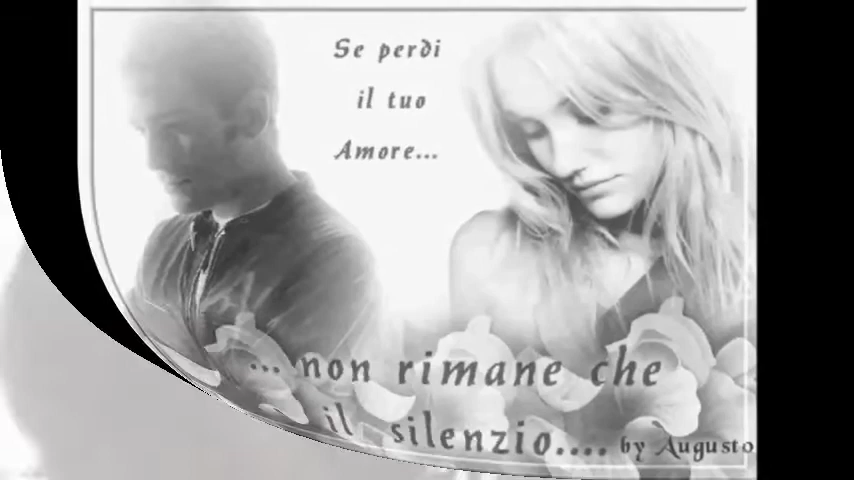 Se perdi
il tuo
Amore...
... non rimane che
il silenzio....
by Augusto